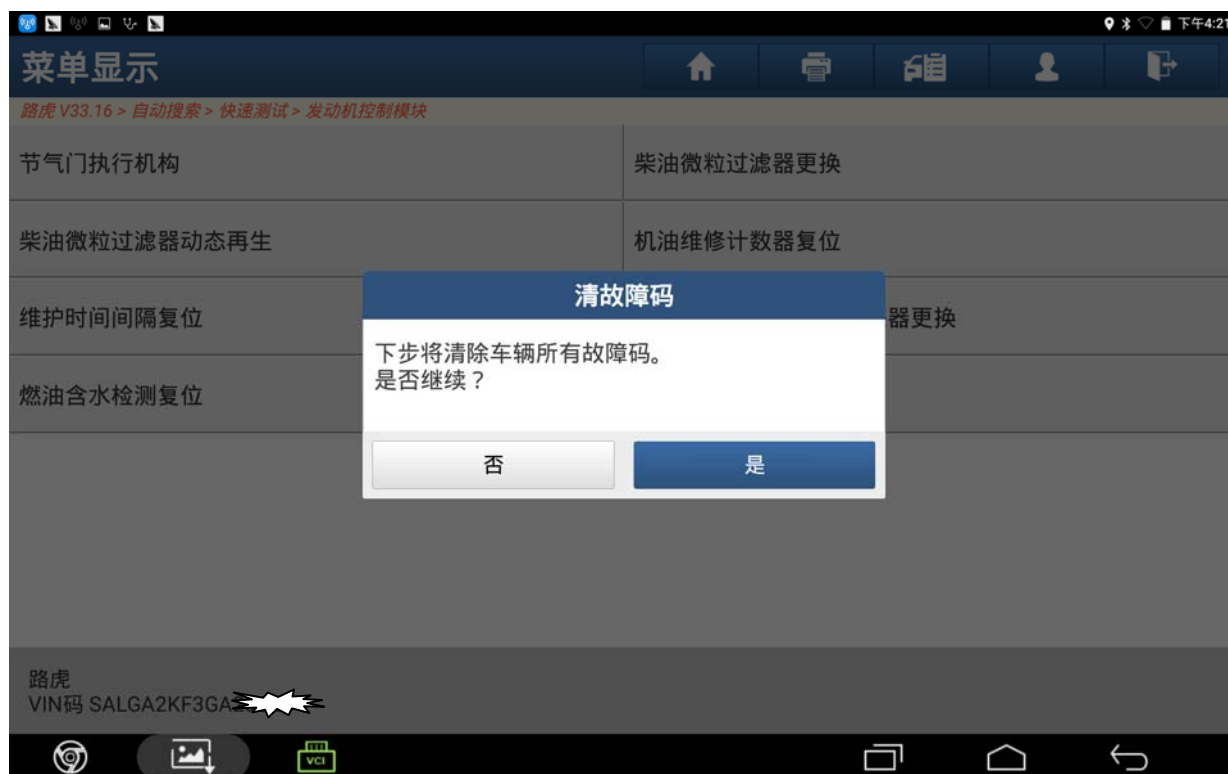 下午4:21
菜单显示
路虎 V33.16 > 自动搜索 > 快速测试 > 发动机控制模块
节气门执行机构
柴油微粒过滤器更换
柴油微粒过滤器动态再生
机油维修计数器复位
维护时间间隔复位
器更换
燃油含水检测复位
清故障码
下步将清除车辆所有故障码。
是否继续？
否
是
路虎
VIN码 SALGA2KF3GA
VCI